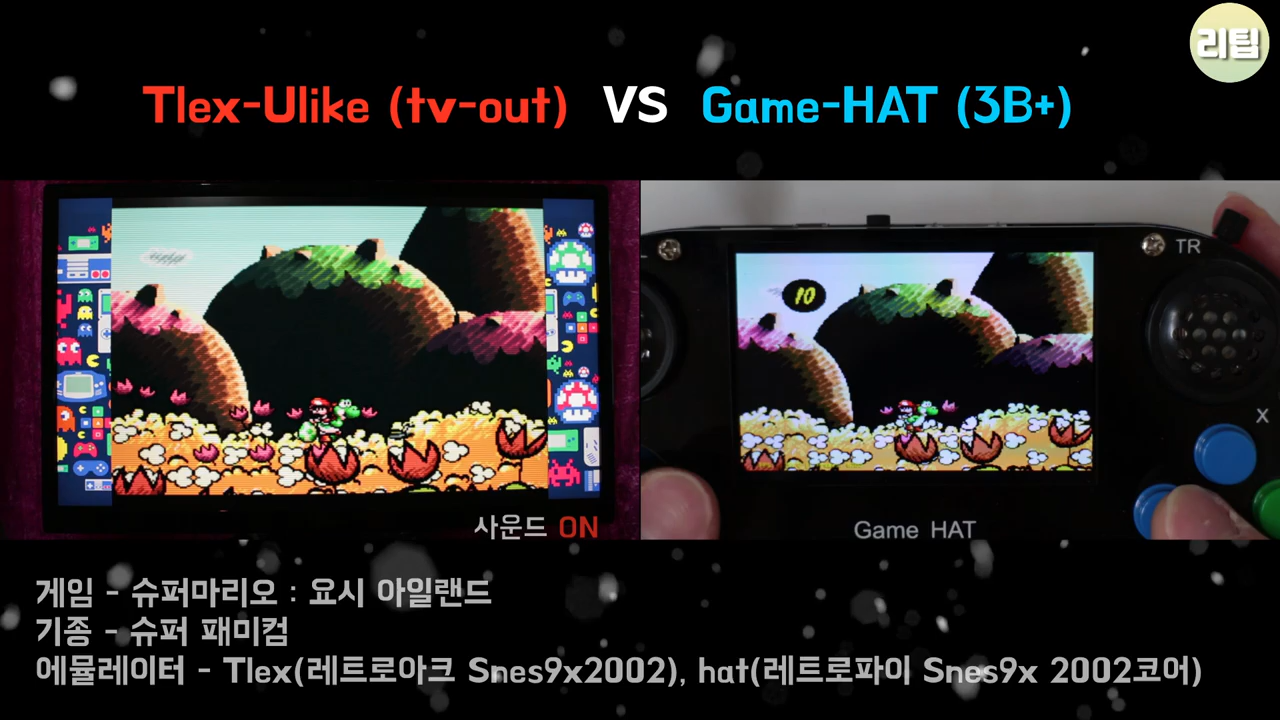 리팁
Tlex-Ulike (tv-out) VS Game-HAT (3B+)
10
TR
X
Game HAT
사운드 ON
게임 - 슈퍼마리오 : 요시 아일랜드
기종 - 슈퍼 패미컴
에뮬레이터 - Tlex(레트로아크 Snes9x2002), hat(레트로파이 Snes9x 2002코어)